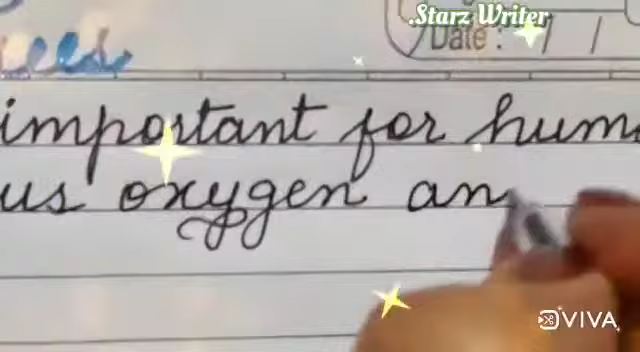 .Starz Writer
Date : / /
important for hum
us oxygen an
VIVA